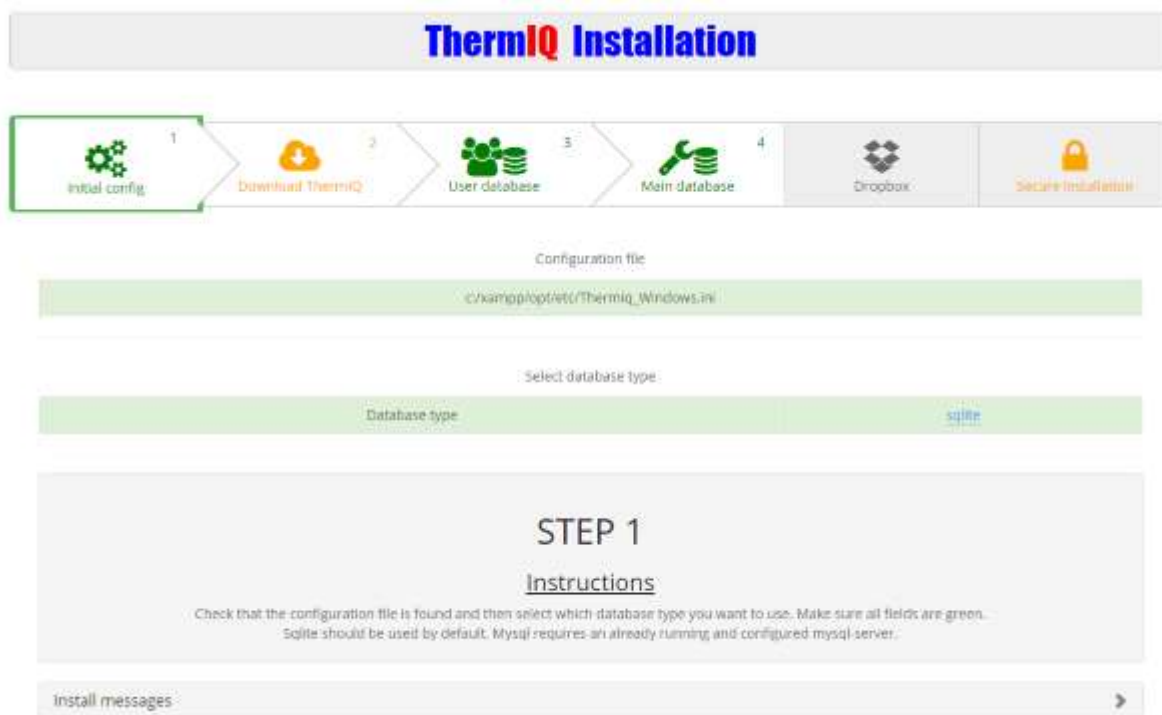 ThermIQ Installation
1
Initial config
2
Download ThermIQ
3
User database
4
Main database
Dropbox
Secure Installation
Configuration file
c:/xampp/opt/etc/Thermiq_Windows.ini
Select database type
Database type
sqlite
STEP 1
Instructions
Check that the configuration file is found and then select which database type you want to use. Make sure all fields are green.
Sqlite should be used by default. Mysql requires an already running and configured mysql-server.
Install messages